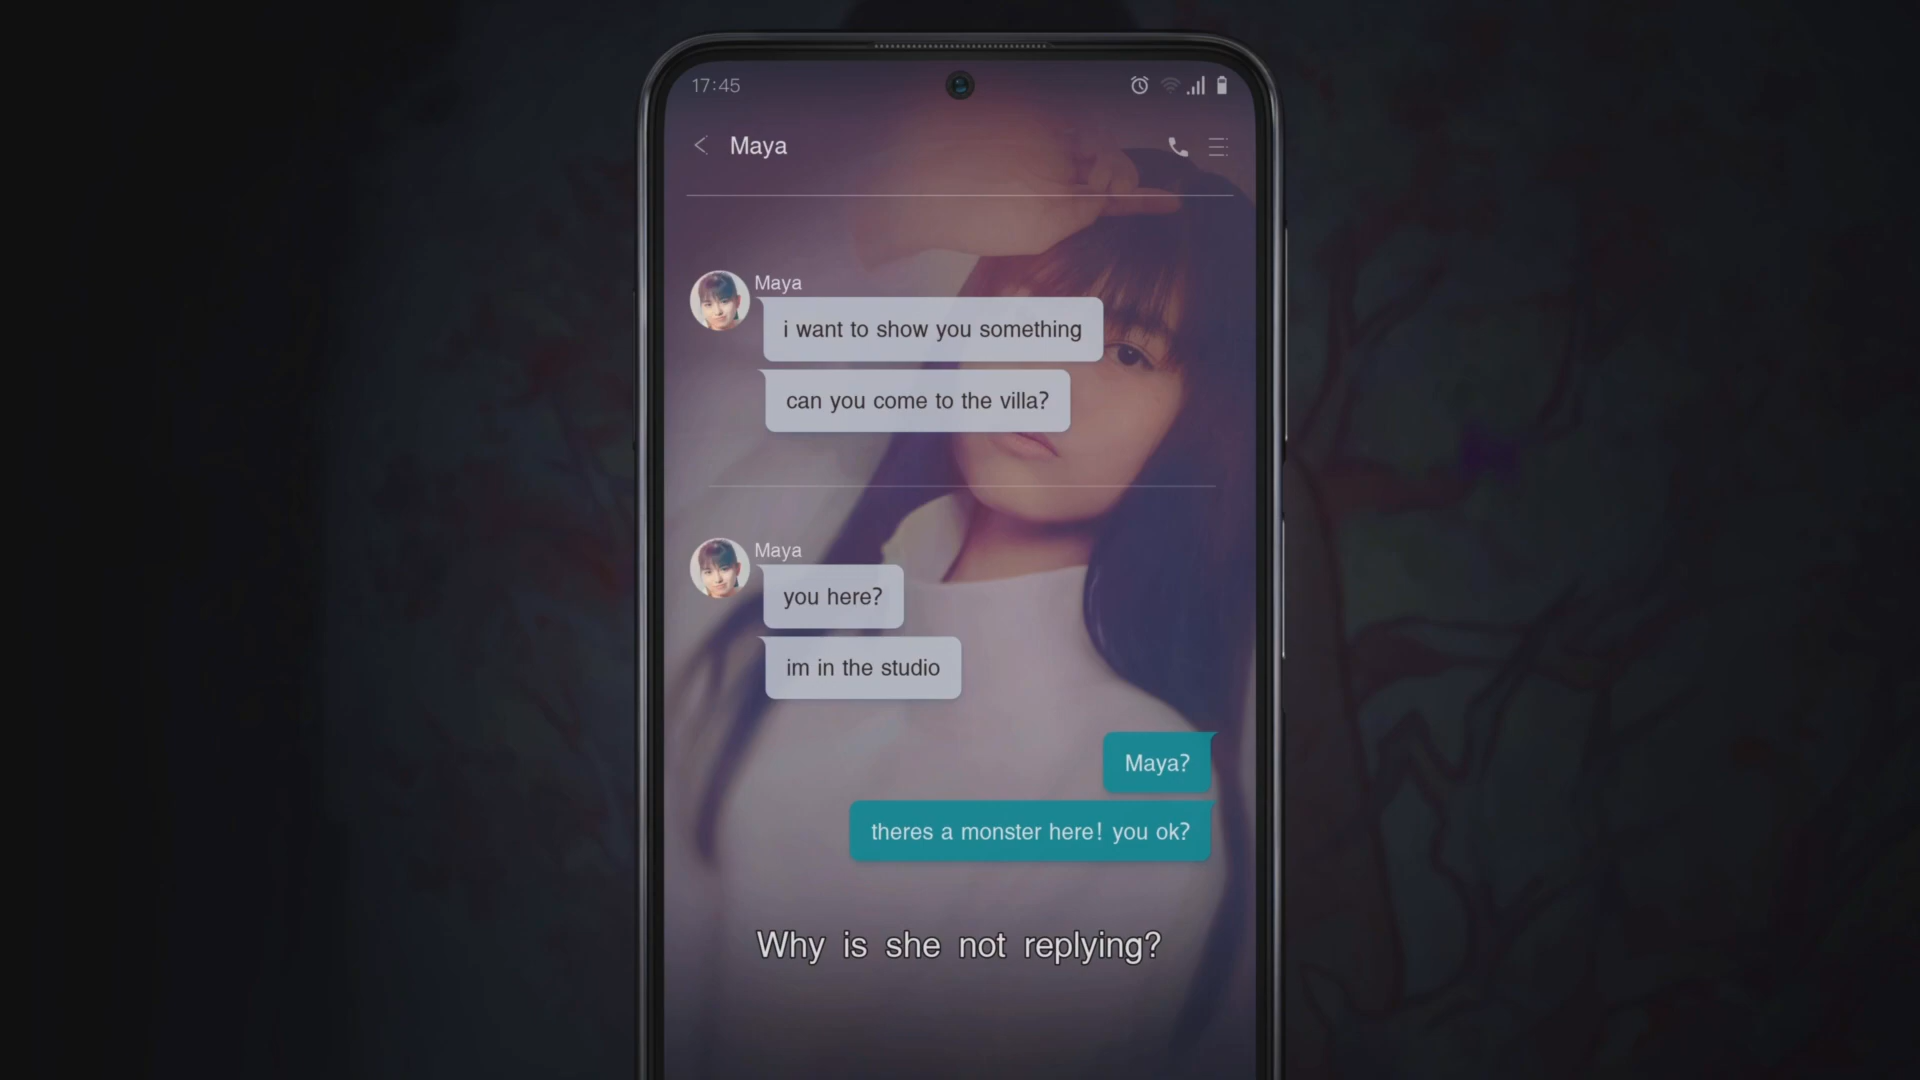 17:45
Maya
Maya
i want to show you something
can you come to the villa?
Maya
you here?
im in the studio
Maya?
theres a monster here! you ok?
Why is she not replying?